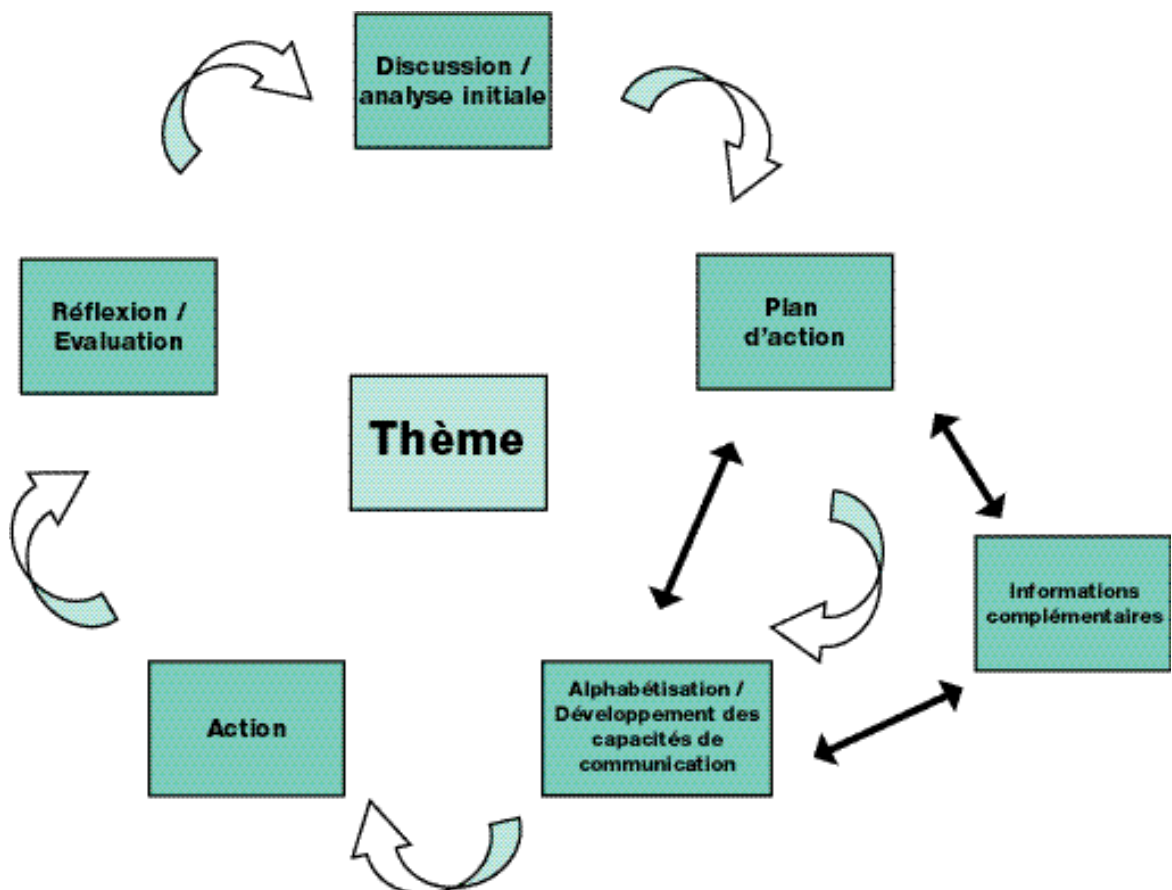 Discussion /
analyse initiale
Réflexion /
Evaluation
Plan
d'action
Thème
Informations
complémentaires
Action
Alphabétisation /
Développement des
capacités de
communication